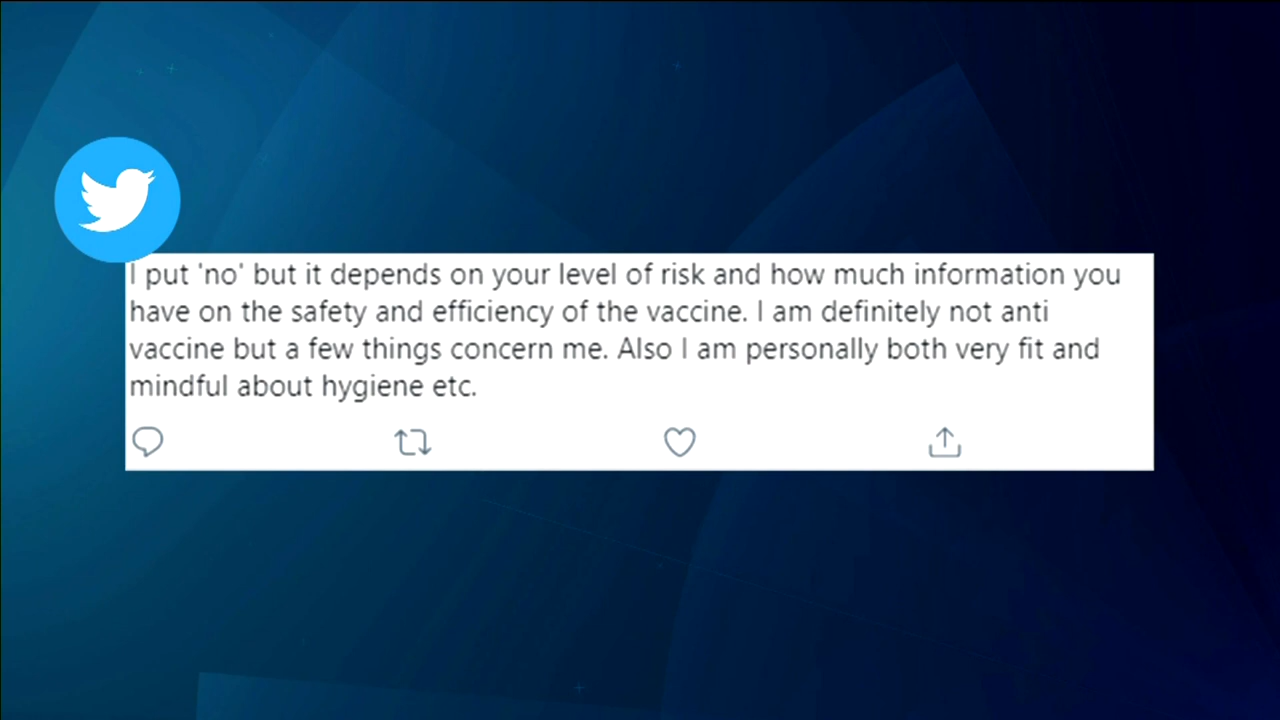 I put 'no' but it depends on your level of risk and how much information you
have on the safety and efficiency of the vaccine. I am definitely not anti
vaccine but a few things concern me. Also I am personally both very fit and
mindful about hygiene etc.